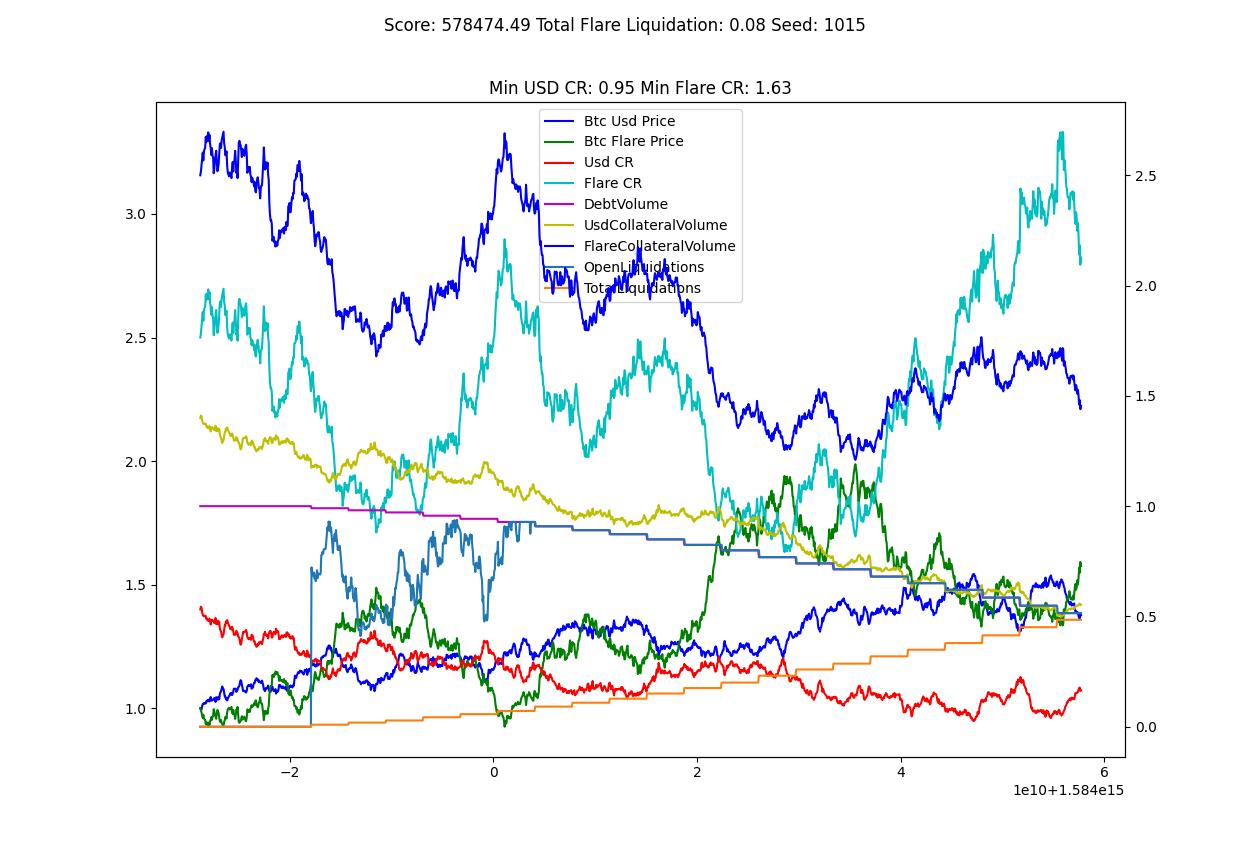 Score: 578474.49 Total Flare Liquidation: 0.08 Seed: 1015
Min USD CR: 0.95 Min Flare CR: 1.63
Btc Usd Price
Btc Flare Price
Usd CR
Flare CR
DebtVolume
UsdCollateralVolume
FlareCollateralVolume
OpenLiquidations
TotalLiquidations
3.0
2.5
2.0
1.5
1.0
2.5
2.0
1.5
1.0
0.5
0.0
−2
0
2
4
6
1e10+1.584e15